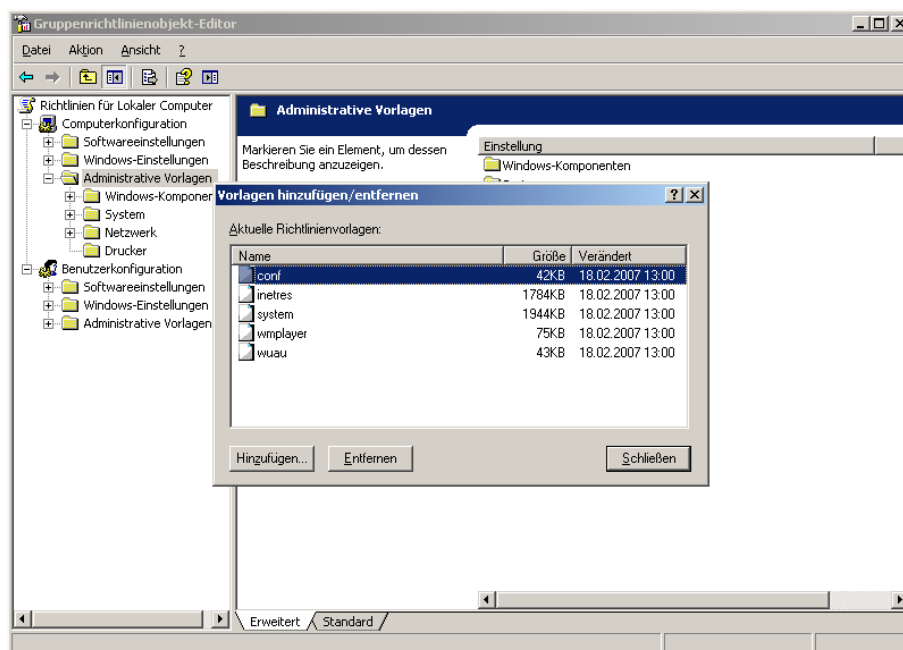 Gruppenrichtlinienobjekt-Editor
Datei Aktion Ansicht ?
Richtlinien für Lokaler Computer
Computerkonfiguration
Softwareeinstellungen
Windows-Einstellungen
Administrative Vorlagen
Windows-Komponer
System
Netzwerk
Drucker
Benutzerkonfiguration
Softwareeinstellungen
Windows-Einstellungen
Administrative Vorlagen
Administrative Vorlagen
Markieren Sie ein Element, um dessen
Beschreibung anzuzeigen.
Einstellung
Windows-Komponenten
Vorlagen hinzufügen/entfernen
Aktuelle Richtlinienvorlagen:
Name Größe Verändert
conf 42KB 18.02.2007 13:00
inetres 1784KB 18.02.2007 13:00
system 1944KB 18.02.2007 13:00
wmplayer 75KB 18.02.2007 13:00
wuau 43KB 18.02.2007 13:00
Hinzufügen... Entfernen Schließen
Erweitert Standard